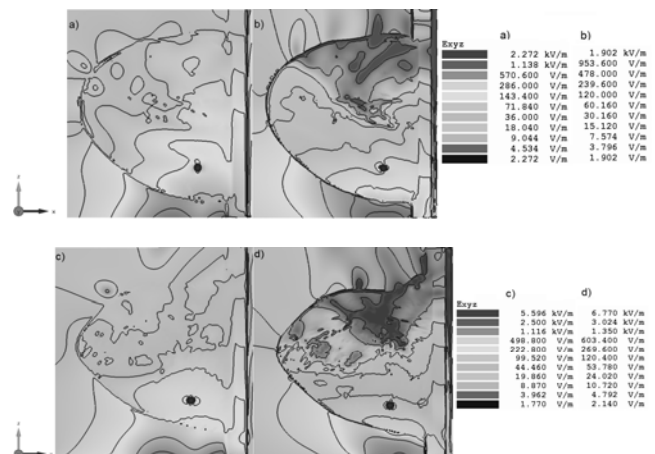 a) b)
Exyz a) b)
2.272 kV/m 1.902 kV/m
1.138 kV/m 953.600 V/m
570.600 V/m 478.000 V/m
286.000 V/m 239.600 V/m
143.400 V/m 120.000 V/m
71.840 V/m 60.160 V/m
36.000 V/m 30.160 V/m
18.040 V/m 15.120 V/m
9.044 V/m 7.574 V/m
4.534 V/m 3.796 V/m
2.272 V/m 1.902 V/m
z
x
c) d)
Exyz c) d)
5.596 kV/m 6.770 kV/m
2.500 kV/m 3.024 kV/m
1.116 kV/m 1.350 kV/m
498.800 V/m 603.400 V/m
222.800 V/m 269.600 V/m
99.520 V/m 120.400 V/m
44.460 V/m 53.780 V/m
19.860 V/m 24.020 V/m
8.870 V/m 10.720 V/m
3.962 V/m 4.792 V/m
1.770 V/m 2.140 V/m